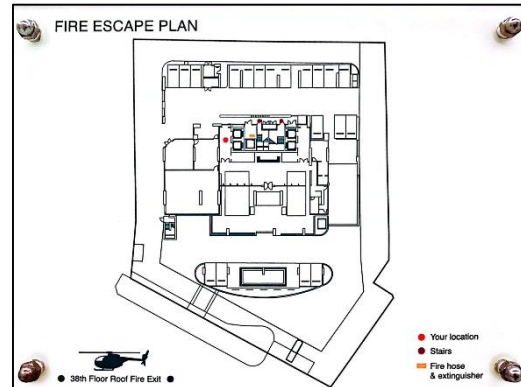 FIRE ESCAPE PLAN
Your location
Stairs
Fire hose
& extinguisher
38th Floor Roof Fire Exit